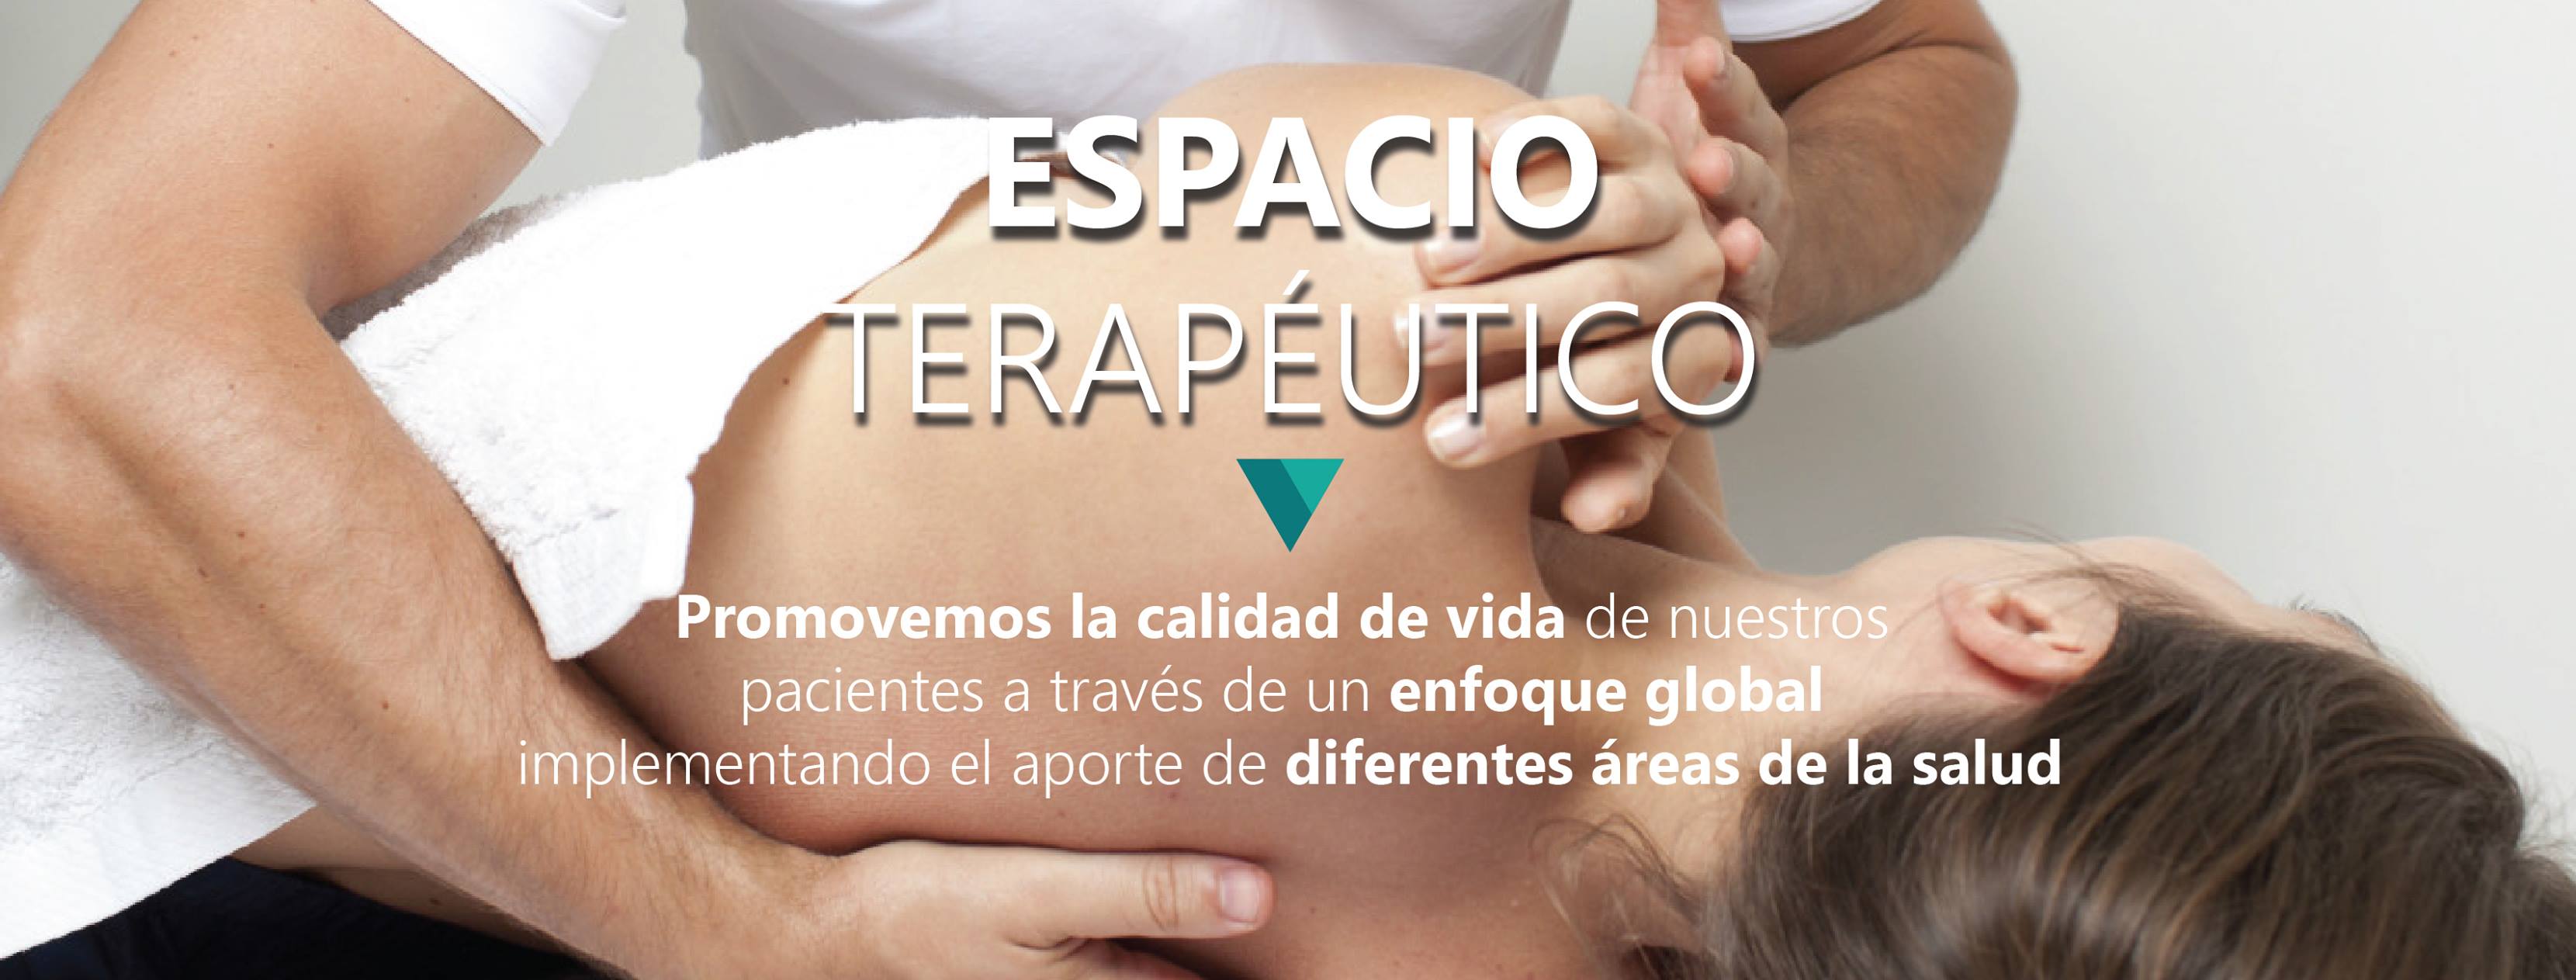 ESPACIO
TERAPÉUTICO
Promovemos la calidad de vida de nuestros
pacientes a través de un enfoque global
implementando el aporte de diferentes áreas de la salud